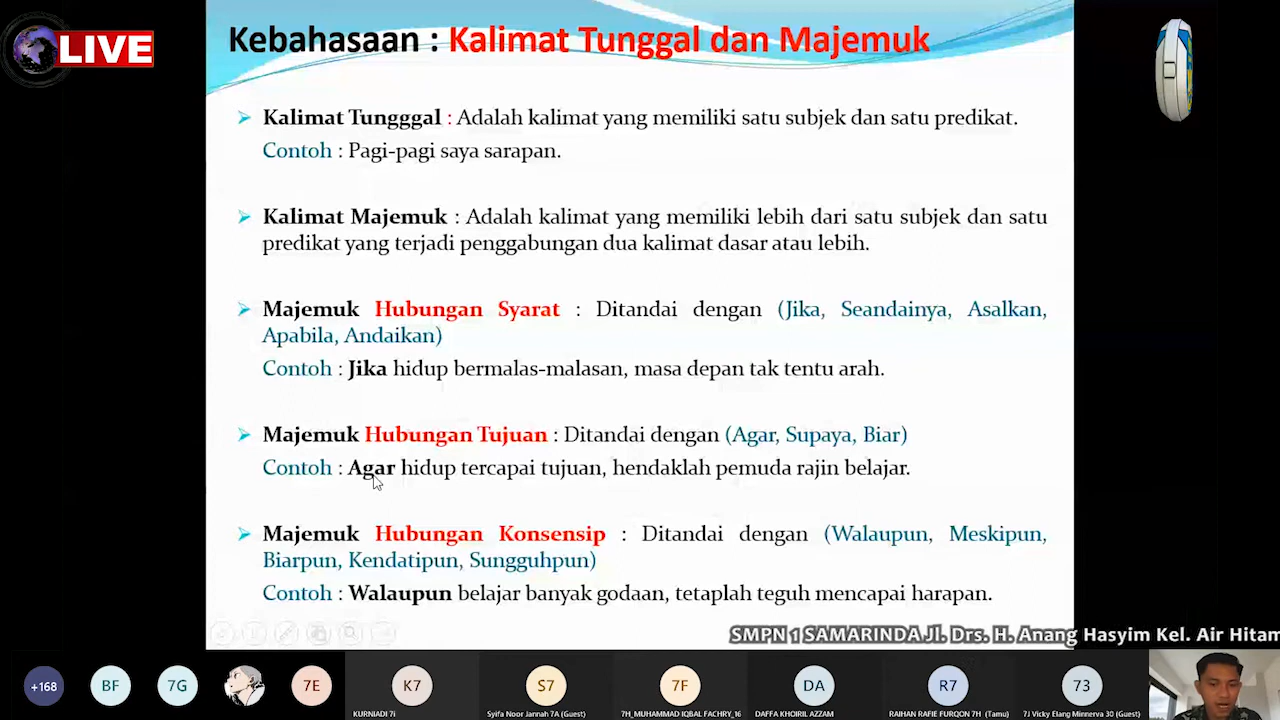 LIVE
Kebahasaan : Kalimat Tunggal dan Majemuk
Kalimat Tungggal : Adalah kalimat yang memiliki satu subjek dan satu predikat.
Contoh : Pagi-pagi saya sarapan.
Kalimat Majemuk : Adalah kalimat yang memiliki lebih dari satu subjek dan satu
predikat yang terjadi penggabungan dua kalimat dasar atau lebih.
Majemuk Hubungan Syarat : Ditandai dengan (Jika, Seandainya, Asalkan,
Apabila, Andaikan)
Contoh : Jika hidup bermalas-malasan, masa depan tak tentu arah.
Majemuk Hubungan Tujuan : Ditandai dengan (Agar, Supaya, Biar)
Contoh : Agar hidup tercapai tujuan, hendaklah pemuda rajin belajar.
Majemuk Hubungan Konsensip : Ditandai dengan (Walaupun, Meskipun,
Biarpun, Kendatipun, Sungguhpun)
Contoh : Walaupun belajar banyak godaan, tetaplah teguh mencapai harapan.
SMPN 1 SAMARINDA Jl. Drs. H. Anang Hasyim Kel. Air Hitam
+168 BF 7G 7E K7 S7 7F DA R7 73
KURNIADI 7i Syifa Noor Jannah 7A (Guest) 7H_MUHAMMAD IQBAL FACHRY_16 DAFFA KHOIRIL AZZAM RAIHAN RAFIE FURQON 7H (Tamu) 7J Vicky Elang Minnerva 30 (Guest)